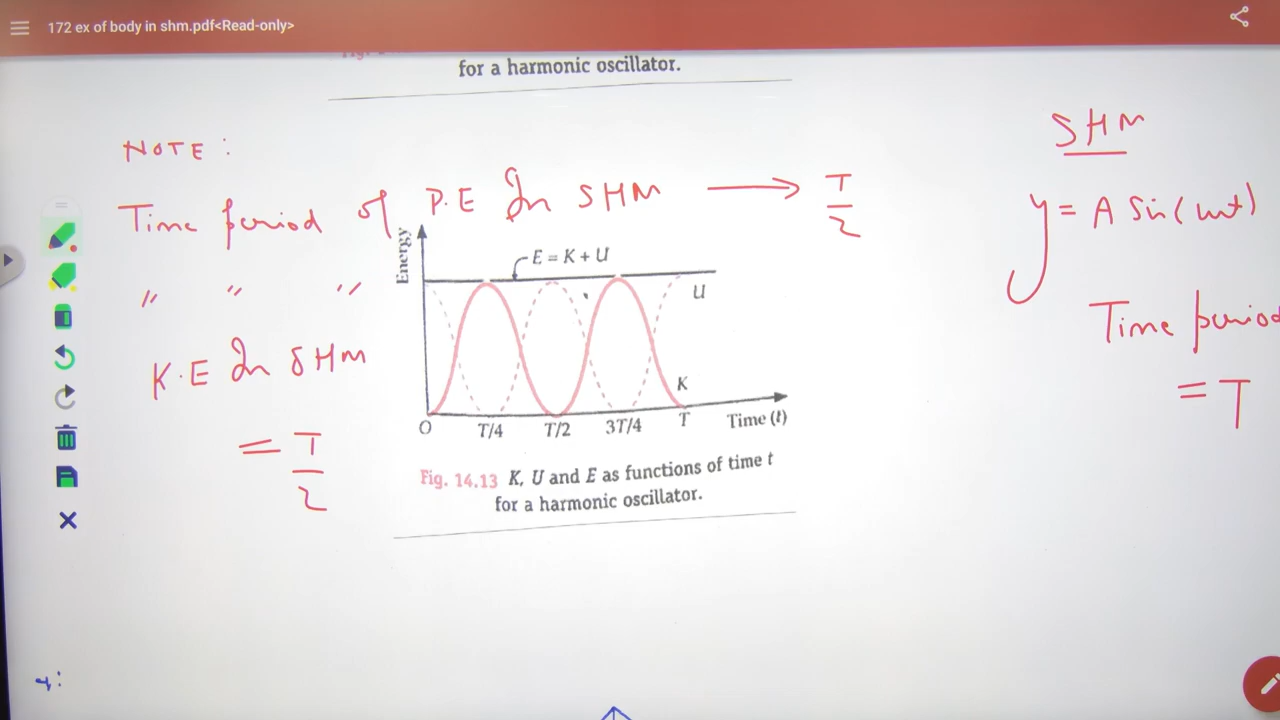 172 ex of body in shm.pdf<Read-only>
for a harmonic oscillator.
NOTE:
Time period of P.E In SHM → T/2
" " "
K.E In SHM
= T/2
Energy
E = K + U
U
K
O T/4 T/2 3T/4 T Time (t)
Fig. 14.13 K, U and E as functions of time t
for a harmonic oscillator.
SHM
y = A Sin(ωt)
Time period
= T